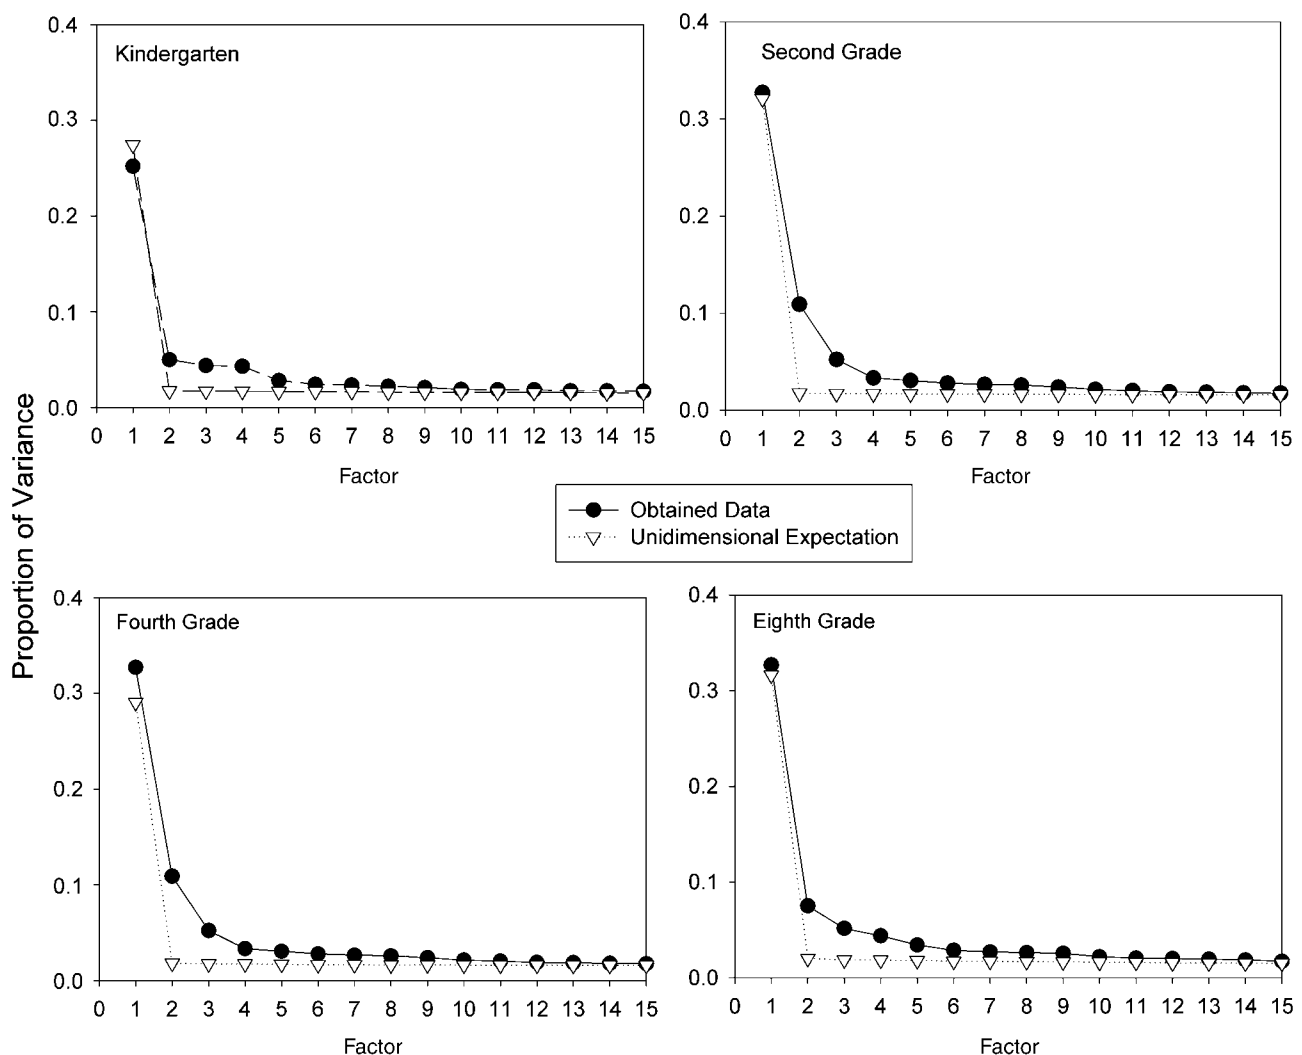 0.4
Kindergarten
0.3
0.2
0.1
0.0
0 1 2 3 4 5 6 7 8 9 10 11 12 13 14 15
Factor
0.4
Second Grade
0.3
0.2
0.1
0.0
0 1 2 3 4 5 6 7 8 9 10 11 12 13 14 15
Factor
Proportion of Variance
Obtained Data
Unidimensional Expectation
0.4
Fourth Grade
0.3
0.2
0.1
0.0
0 1 2 3 4 5 6 7 8 9 10 11 12 13 14 15
Factor
0.4
Eighth Grade
0.3
0.2
0.1
0.0
0 1 2 3 4 5 6 7 8 9 10 11 12 13 14 15
Factor